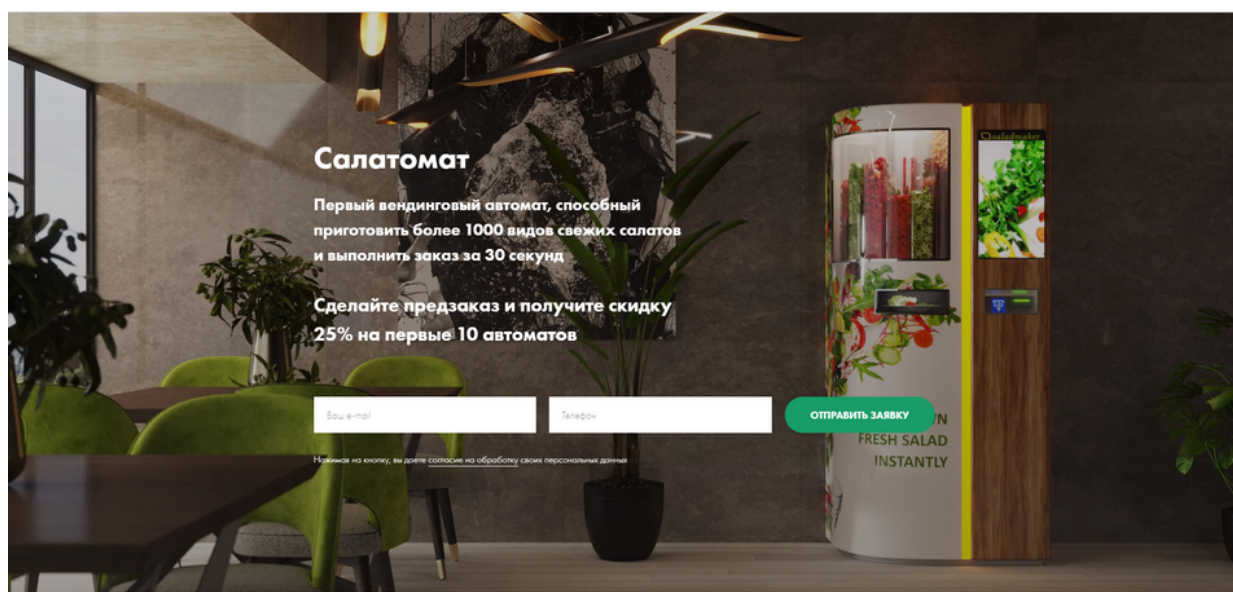 Салатомат
Первый вендинговый автомат, способный
приготовить более 1000 видов свежих салатов
и выполнить заказ за 30 секунд
Сделайте предзаказ и получите скидку
25% на первые 10 автоматов
Ваш e-mail
Телефон
ОТПРАВИТЬ ЗАЯВКУ
Нажимая на кнопку, вы даете согласие на обработку своих персональных данных
saladmaker
FRESH SALAD
INSTANTLY